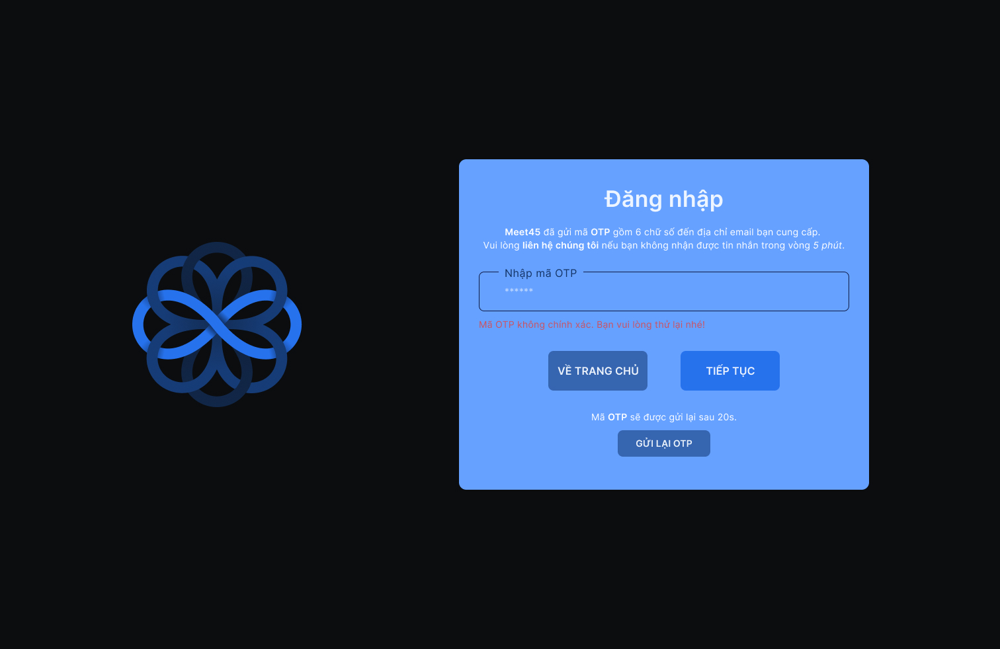 Đăng nhập
Meet45 đã gửi mã OTP gồm 6 chữ số đến địa chỉ email bạn cung cấp.
Vui lòng liên hệ chúng tôi nếu bạn không nhận được tin nhắn trong vòng 5 phút.
Nhập mã OTP
******
Mã OTP không chính xác. Bạn vui lòng thử lại nhé!
VỀ TRANG CHỦ
TIẾP TỤC
Mã OTP sẽ được gửi lại sau 20s.
GỬI LẠI OTP